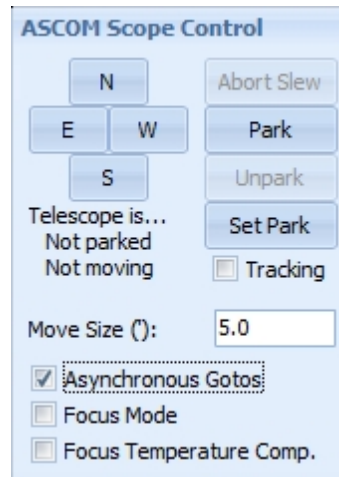 ASCOM Scope Control
N
Abort Slew
E W
Park
S
Unpark
Telescope is...
Not parked
Not moving
Set Park
Tracking
Move Size ('): 5.0
Asynchronous Gotos
Focus Mode
Focus Temperature Comp.